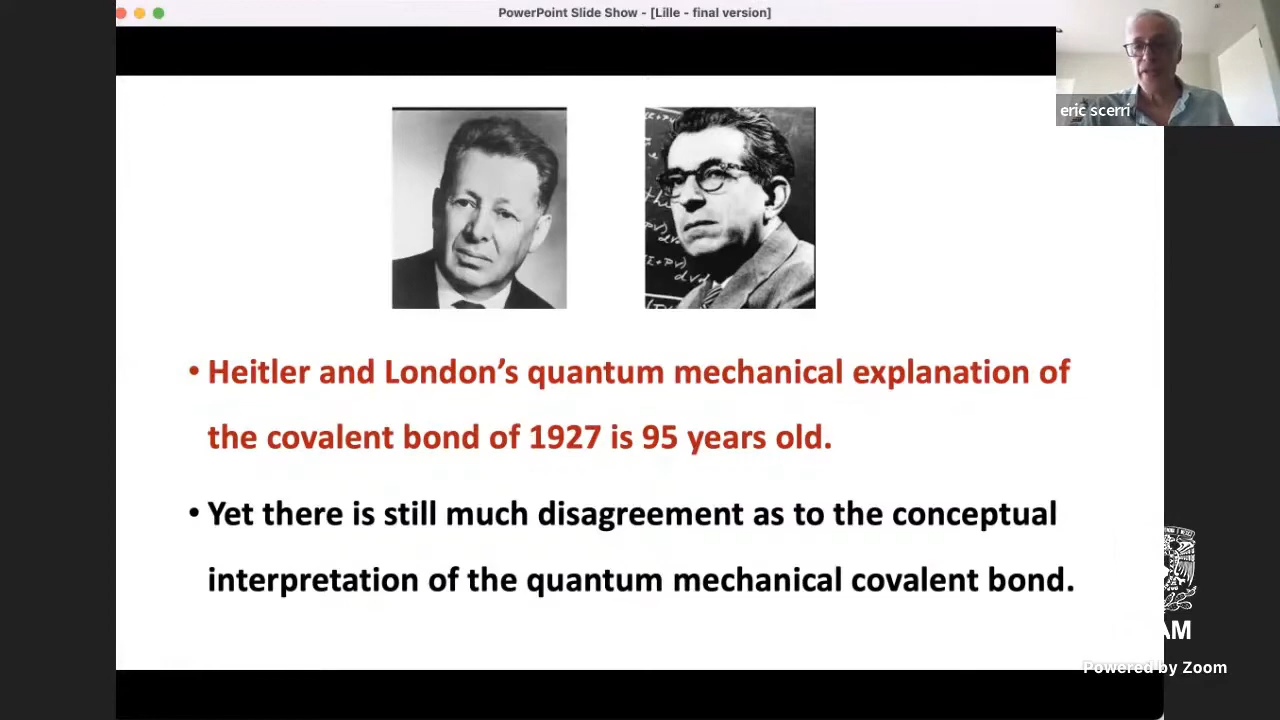 PowerPoint Slide Show - [Lille - final version]
eric scerri
• Heitler and London's quantum mechanical explanation of
the covalent bond of 1927 is 95 years old.
• Yet there is still much disagreement as to the conceptual
interpretation of the quantum mechanical covalent bond.
AM
Powered by Zoom